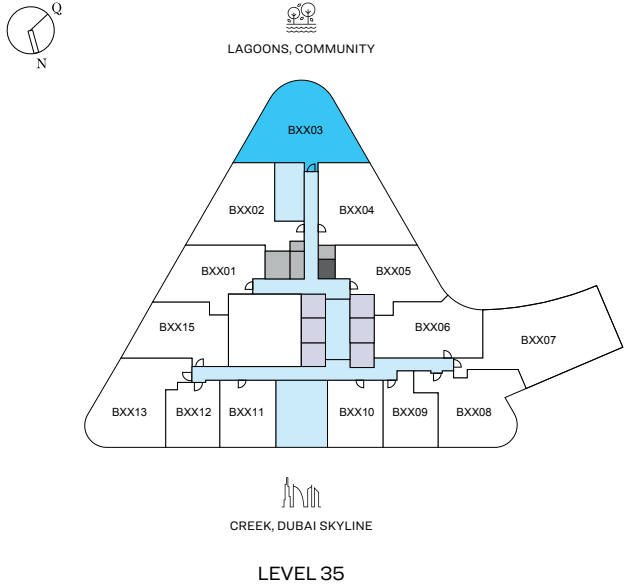 Q
N
LAGOONS, COMMUNITY
BXX03
BXX02
BXX04
BXX01
BXX05
BXX15
BXX06
BXX07
BXX13
BXX12
BXX11
BXX10
BXX09
BXX08
CREEK, DUBAI SKYLINE
LEVEL 35